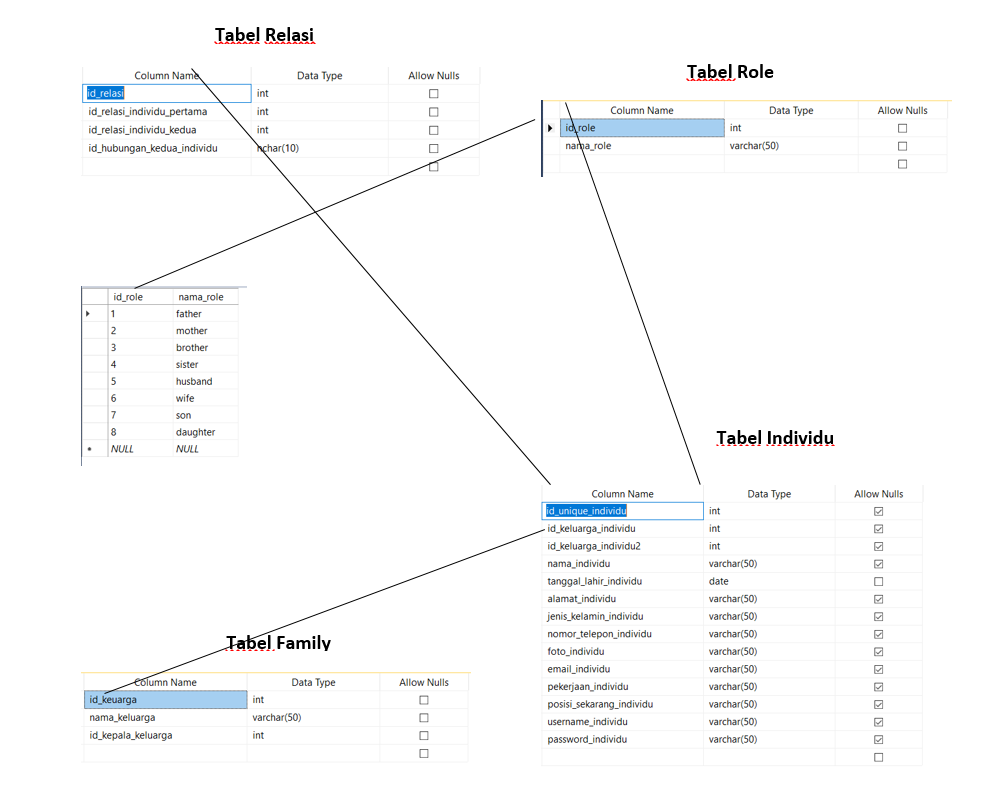 Tabel Relasi
Column Name Data Type Allow Nulls
id_relasi int
id_relasi_individu_pertama int
id_relasi_individu_kedua int
id_hubungan_kedua_individu nchar(10)
Tabel Role
Column Name Data Type Allow Nulls
id_role int
nama_role varchar(50)
id_role nama_role
1 father
2 mother
3 brother
4 sister
5 husband
6 wife
7 son
8 daughter
NULL NULL
Tabel Individu
Column Name Data Type Allow Nulls
id_unique_individu int
id_keluarga_individu int
id_keluarga_individu2 int
nama_individu varchar(50)
tanggal_lahir_individu date
alamat_individu varchar(50)
jenis_kelamin_individu varchar(50)
nomor_telepon_individu varchar(50)
foto_individu varchar(50)
email_individu varchar(50)
pekerjaan_individu varchar(50)
posisi_sekarang_individu varchar(50)
username_individu varchar(50)
password_individu varchar(50)
Tabel Family
Column Name Data Type Allow Nulls
id_keuarga int
nama_keluarga varchar(50)
id_kepala_keluarga int